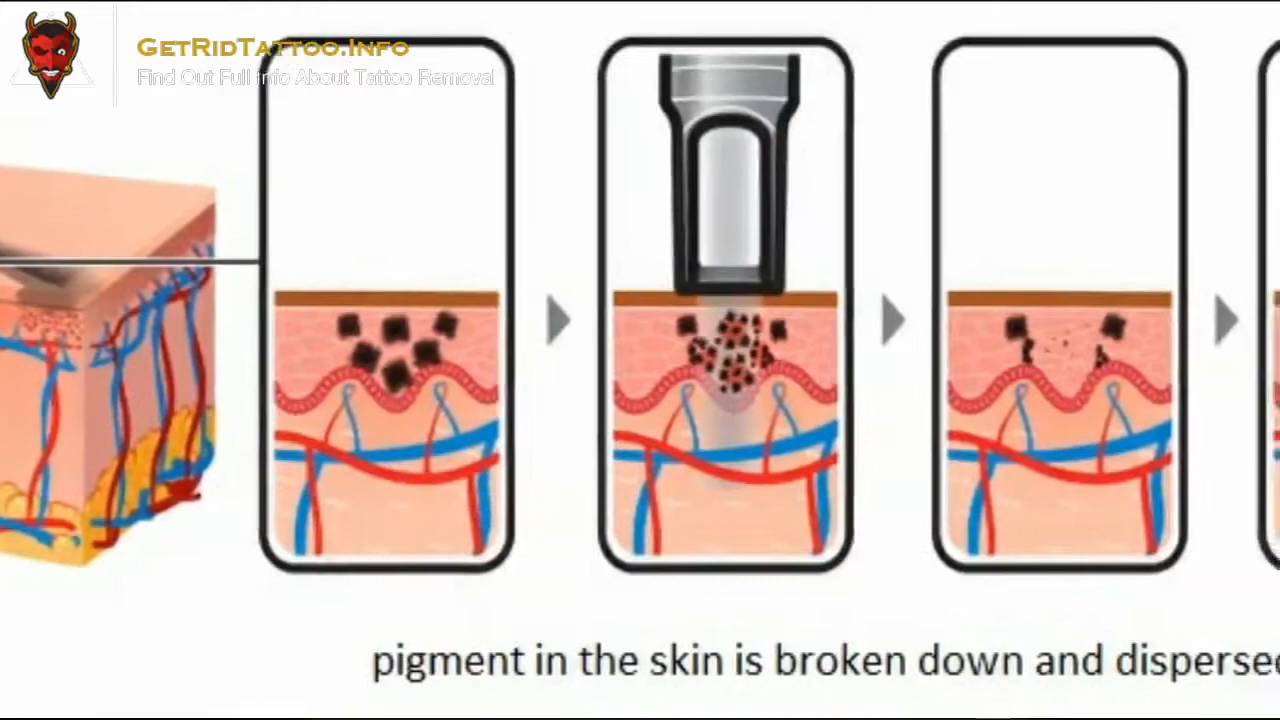 GetRidTattoo.Info
Find Out Full Info About Tattoo Removal
pigment in the skin is broken down and dispersed